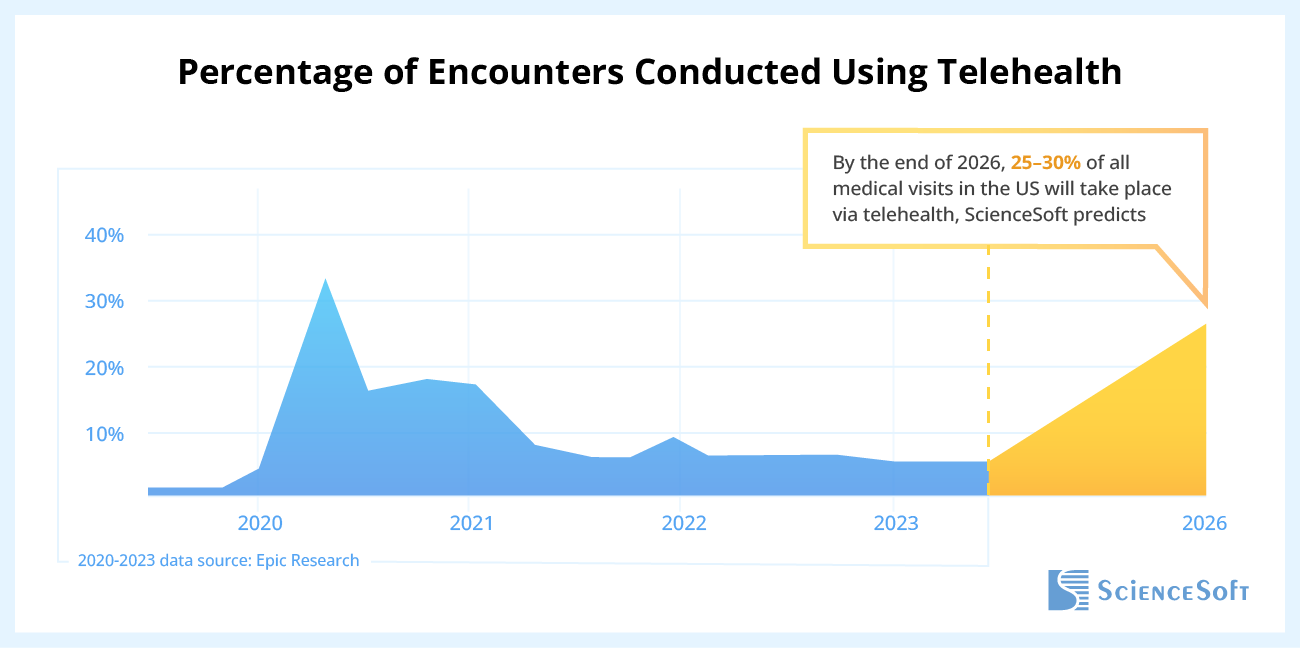 Percentage of Encounters Conducted Using Telehealth
By the end of 2026, 25–30% of all
medical visits in the US will take place
via telehealth, ScienceSoft predicts
40%
30%
20%
10%
2020 2021 2022 2023 2026
2020-2023 data source: Epic Research
ScienceSoft